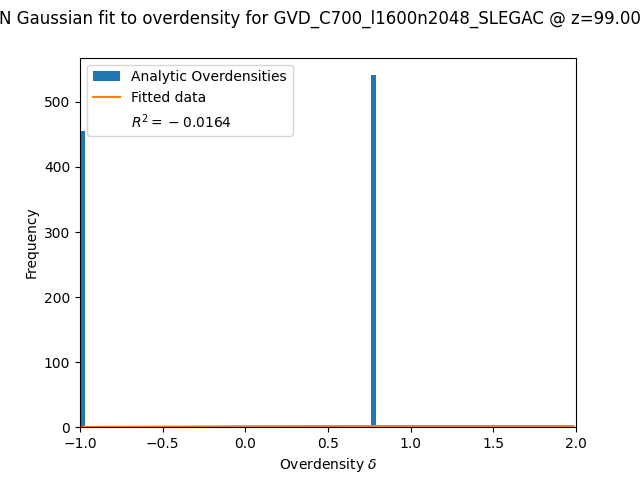 N Gaussian fit to overdensity for GVD_C700_l1600n2048_SLEGAC @ z=99.00
Analytic Overdensities
Fitted data
R² = − 0.0164
Frequency
500
400
300
200
100
0
−1.0 −0.5 0.0 0.5 1.0 1.5 2.0
Overdensity δ